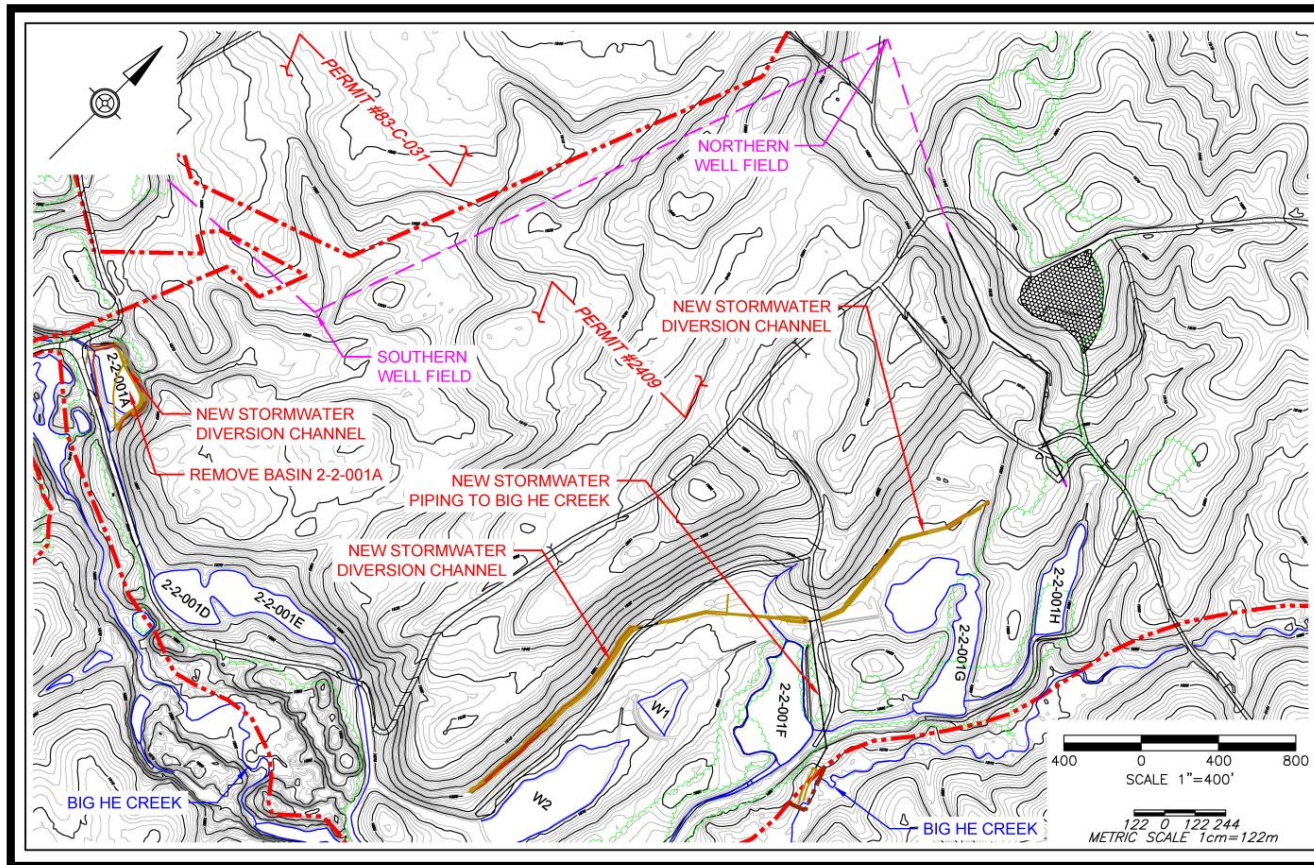 PERMIT #83-C-031
NORTHERN
WELL FIELD
NEW STORMWATER
DIVERSION CHANNEL
PERMIT #2409
SOUTHERN
WELL FIELD
2-2-001A
NEW STORMWATER
DIVERSION CHANNEL
REMOVE BASIN 2-2-001A
NEW STORMWATER
PIPING TO BIG HE CREEK
NEW STORMWATER
DIVERSION CHANNEL
2-2-001D
2-2-001E
2-2-001H
2-2-001G
2-2-001F
W1
W2
BIG HE CREEK
BIG HE CREEK
400 0 400 800
SCALE 1"=400'
122 0 122 244
METRIC SCALE 1cm=122m